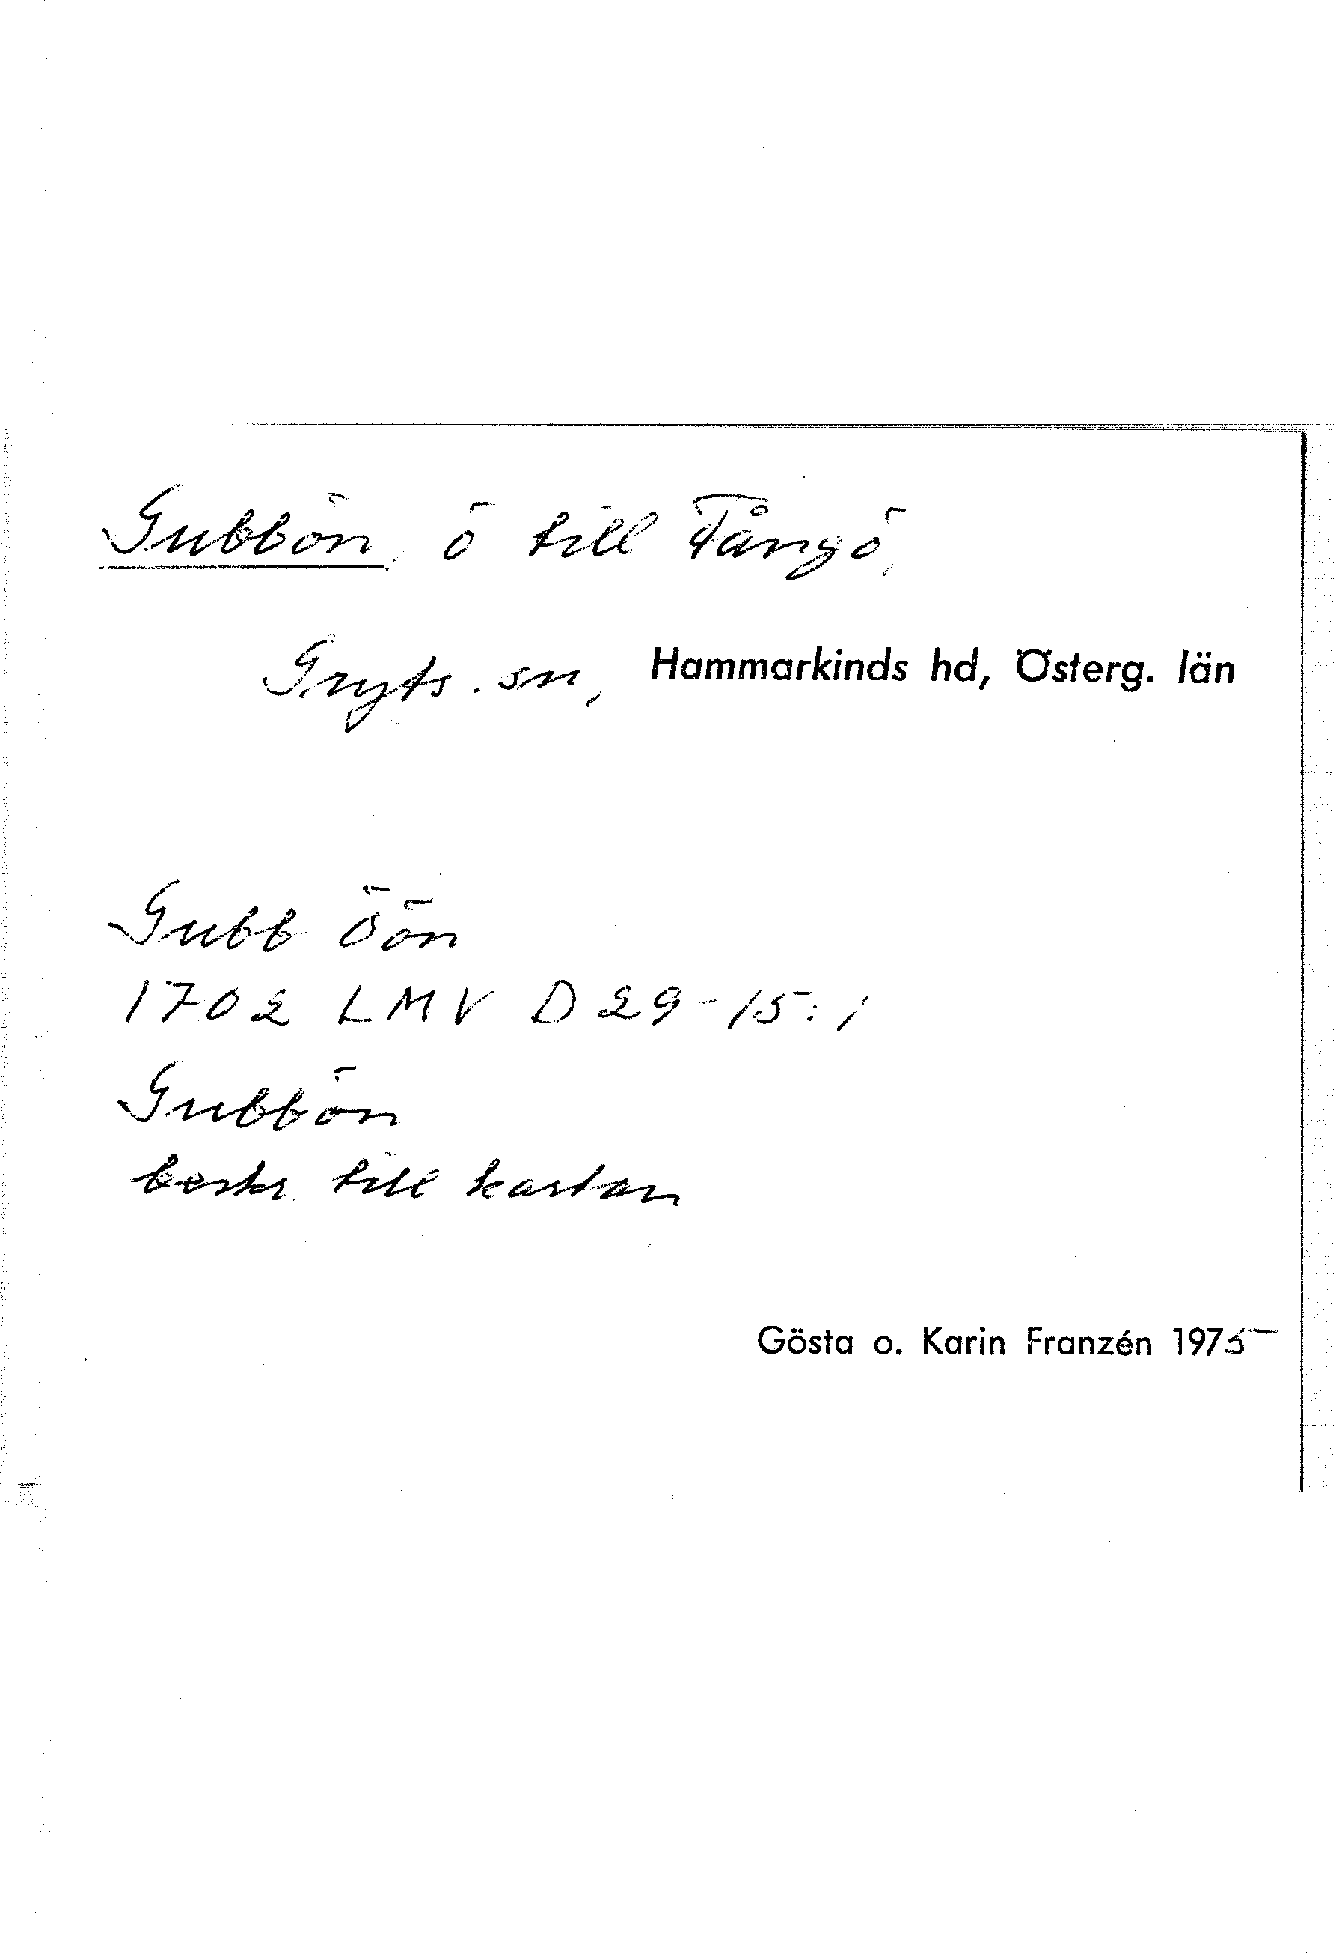 Gubbön, ö till Fångö,
Gryts sn, Hammarkinds hd, Österg. län
Gubb Öön
1702 LMV D 29-15:1
Gubbön
beskr till kartan
Gösta o. Karin Franzén 1975